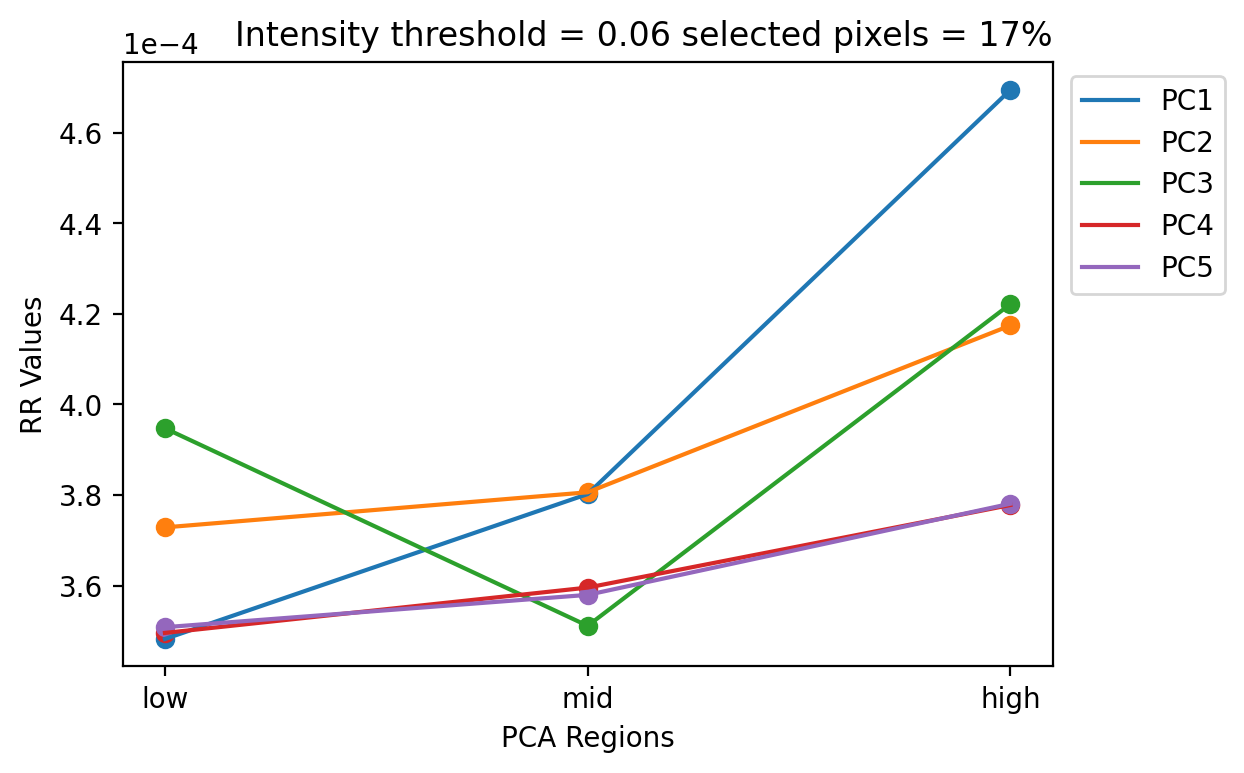 Intensity threshold = 0.06 selected pixels = 17%
1e−4
4.6
4.4
4.2
4.0
3.8
3.6
RR Values
low
mid
high
PCA Regions
PC1
PC2
PC3
PC4
PC5